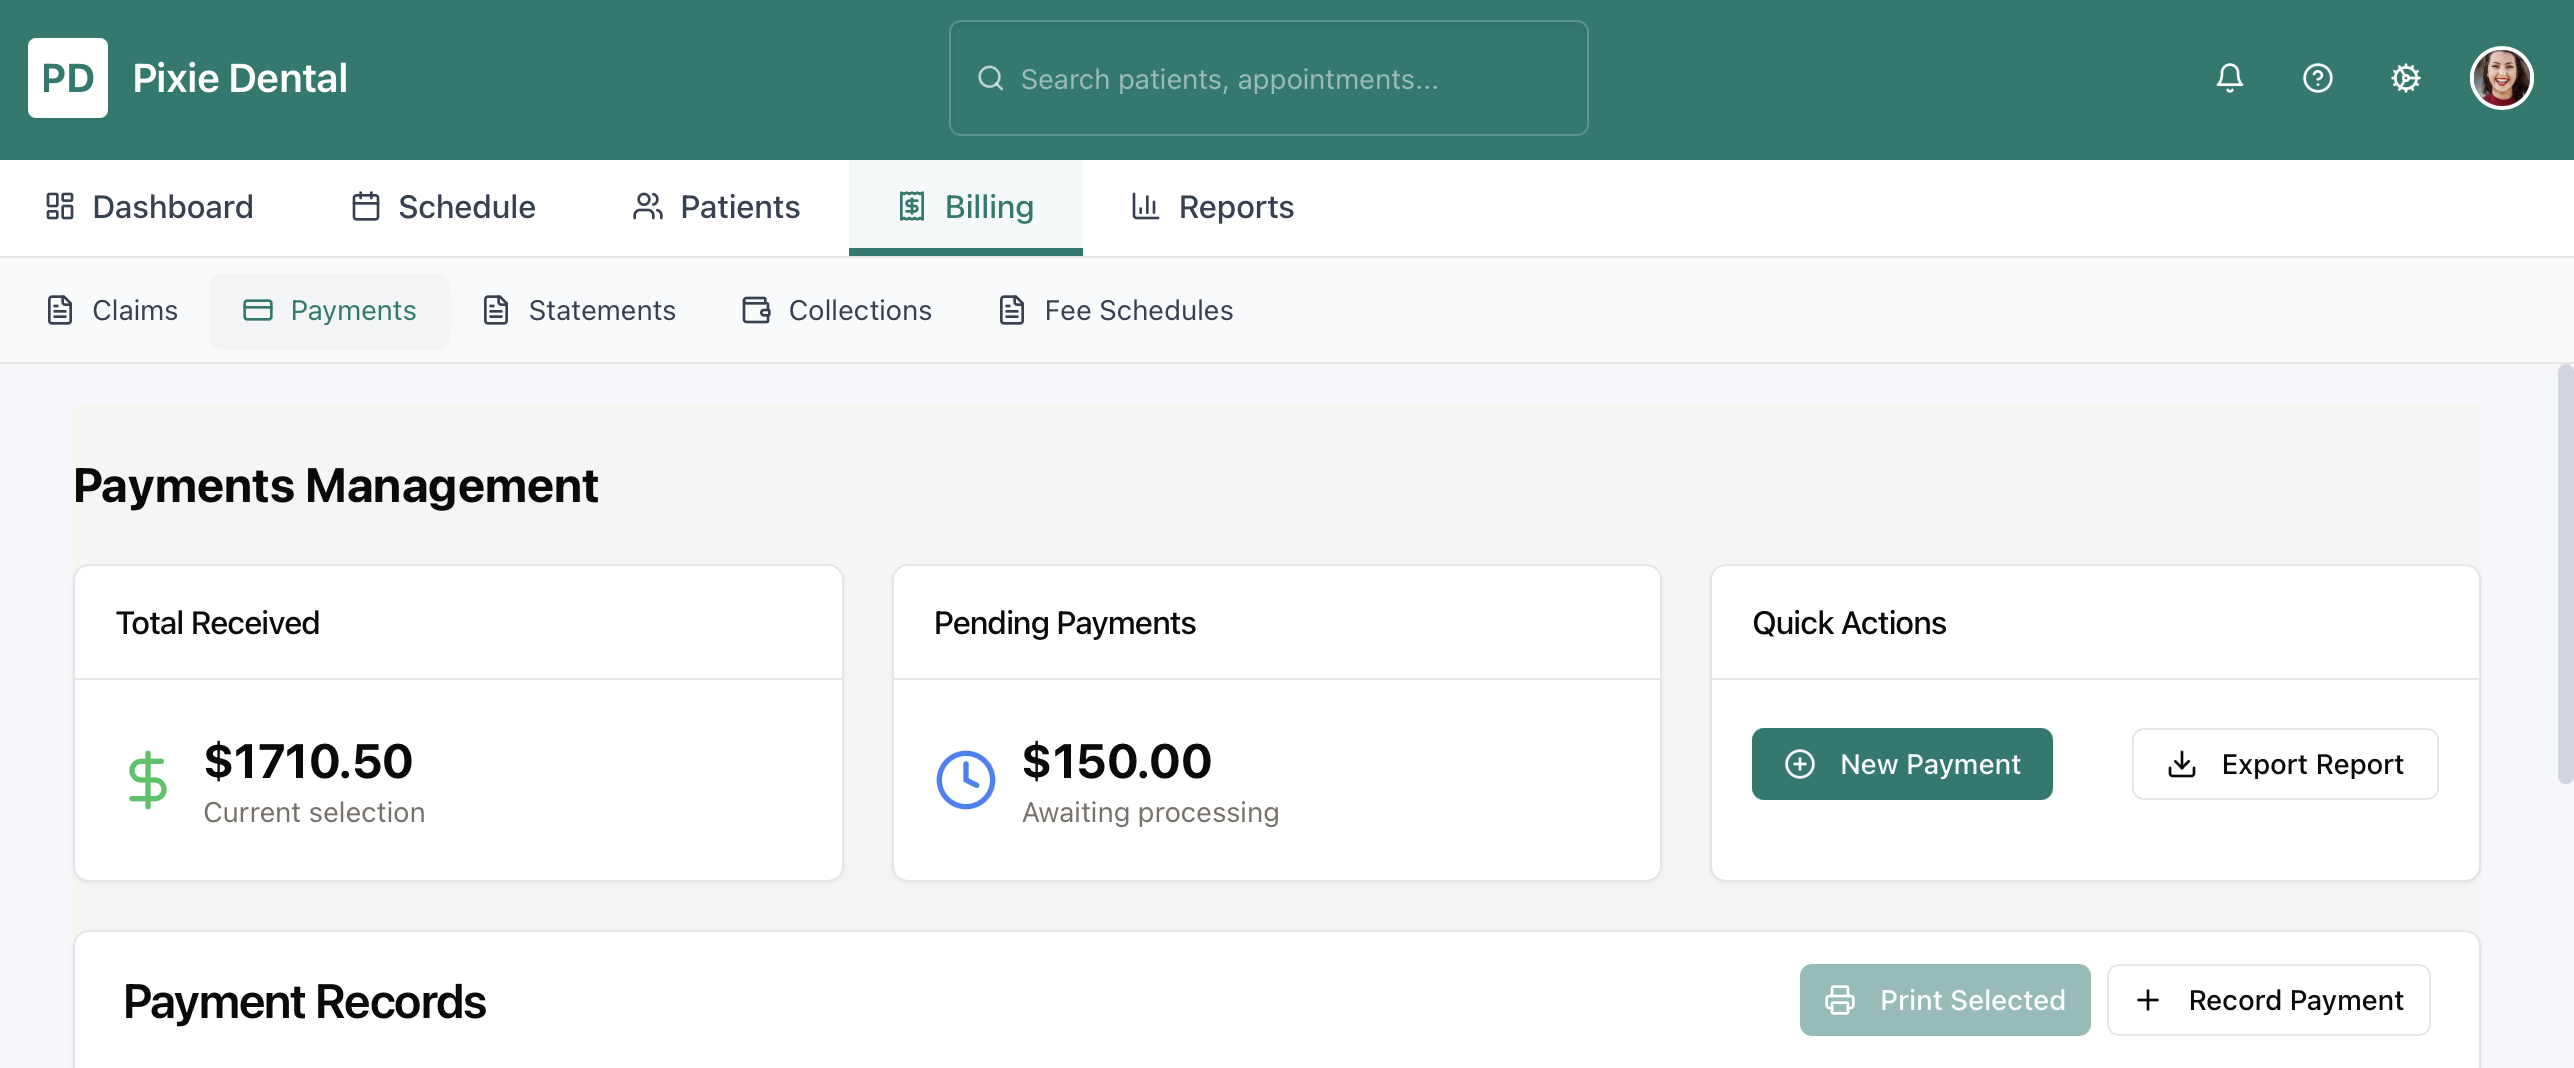 PD Pixie Dental Search patients, appointments...
Dashboard Schedule Patients Billing Reports
Claims Payments Statements Collections Fee Schedules
Payments Management
Total Received
$1710.50
Current selection
Pending Payments
$150.00
Awaiting processing
Quick Actions
New Payment Export Report
Payment Records Print Selected Record Payment